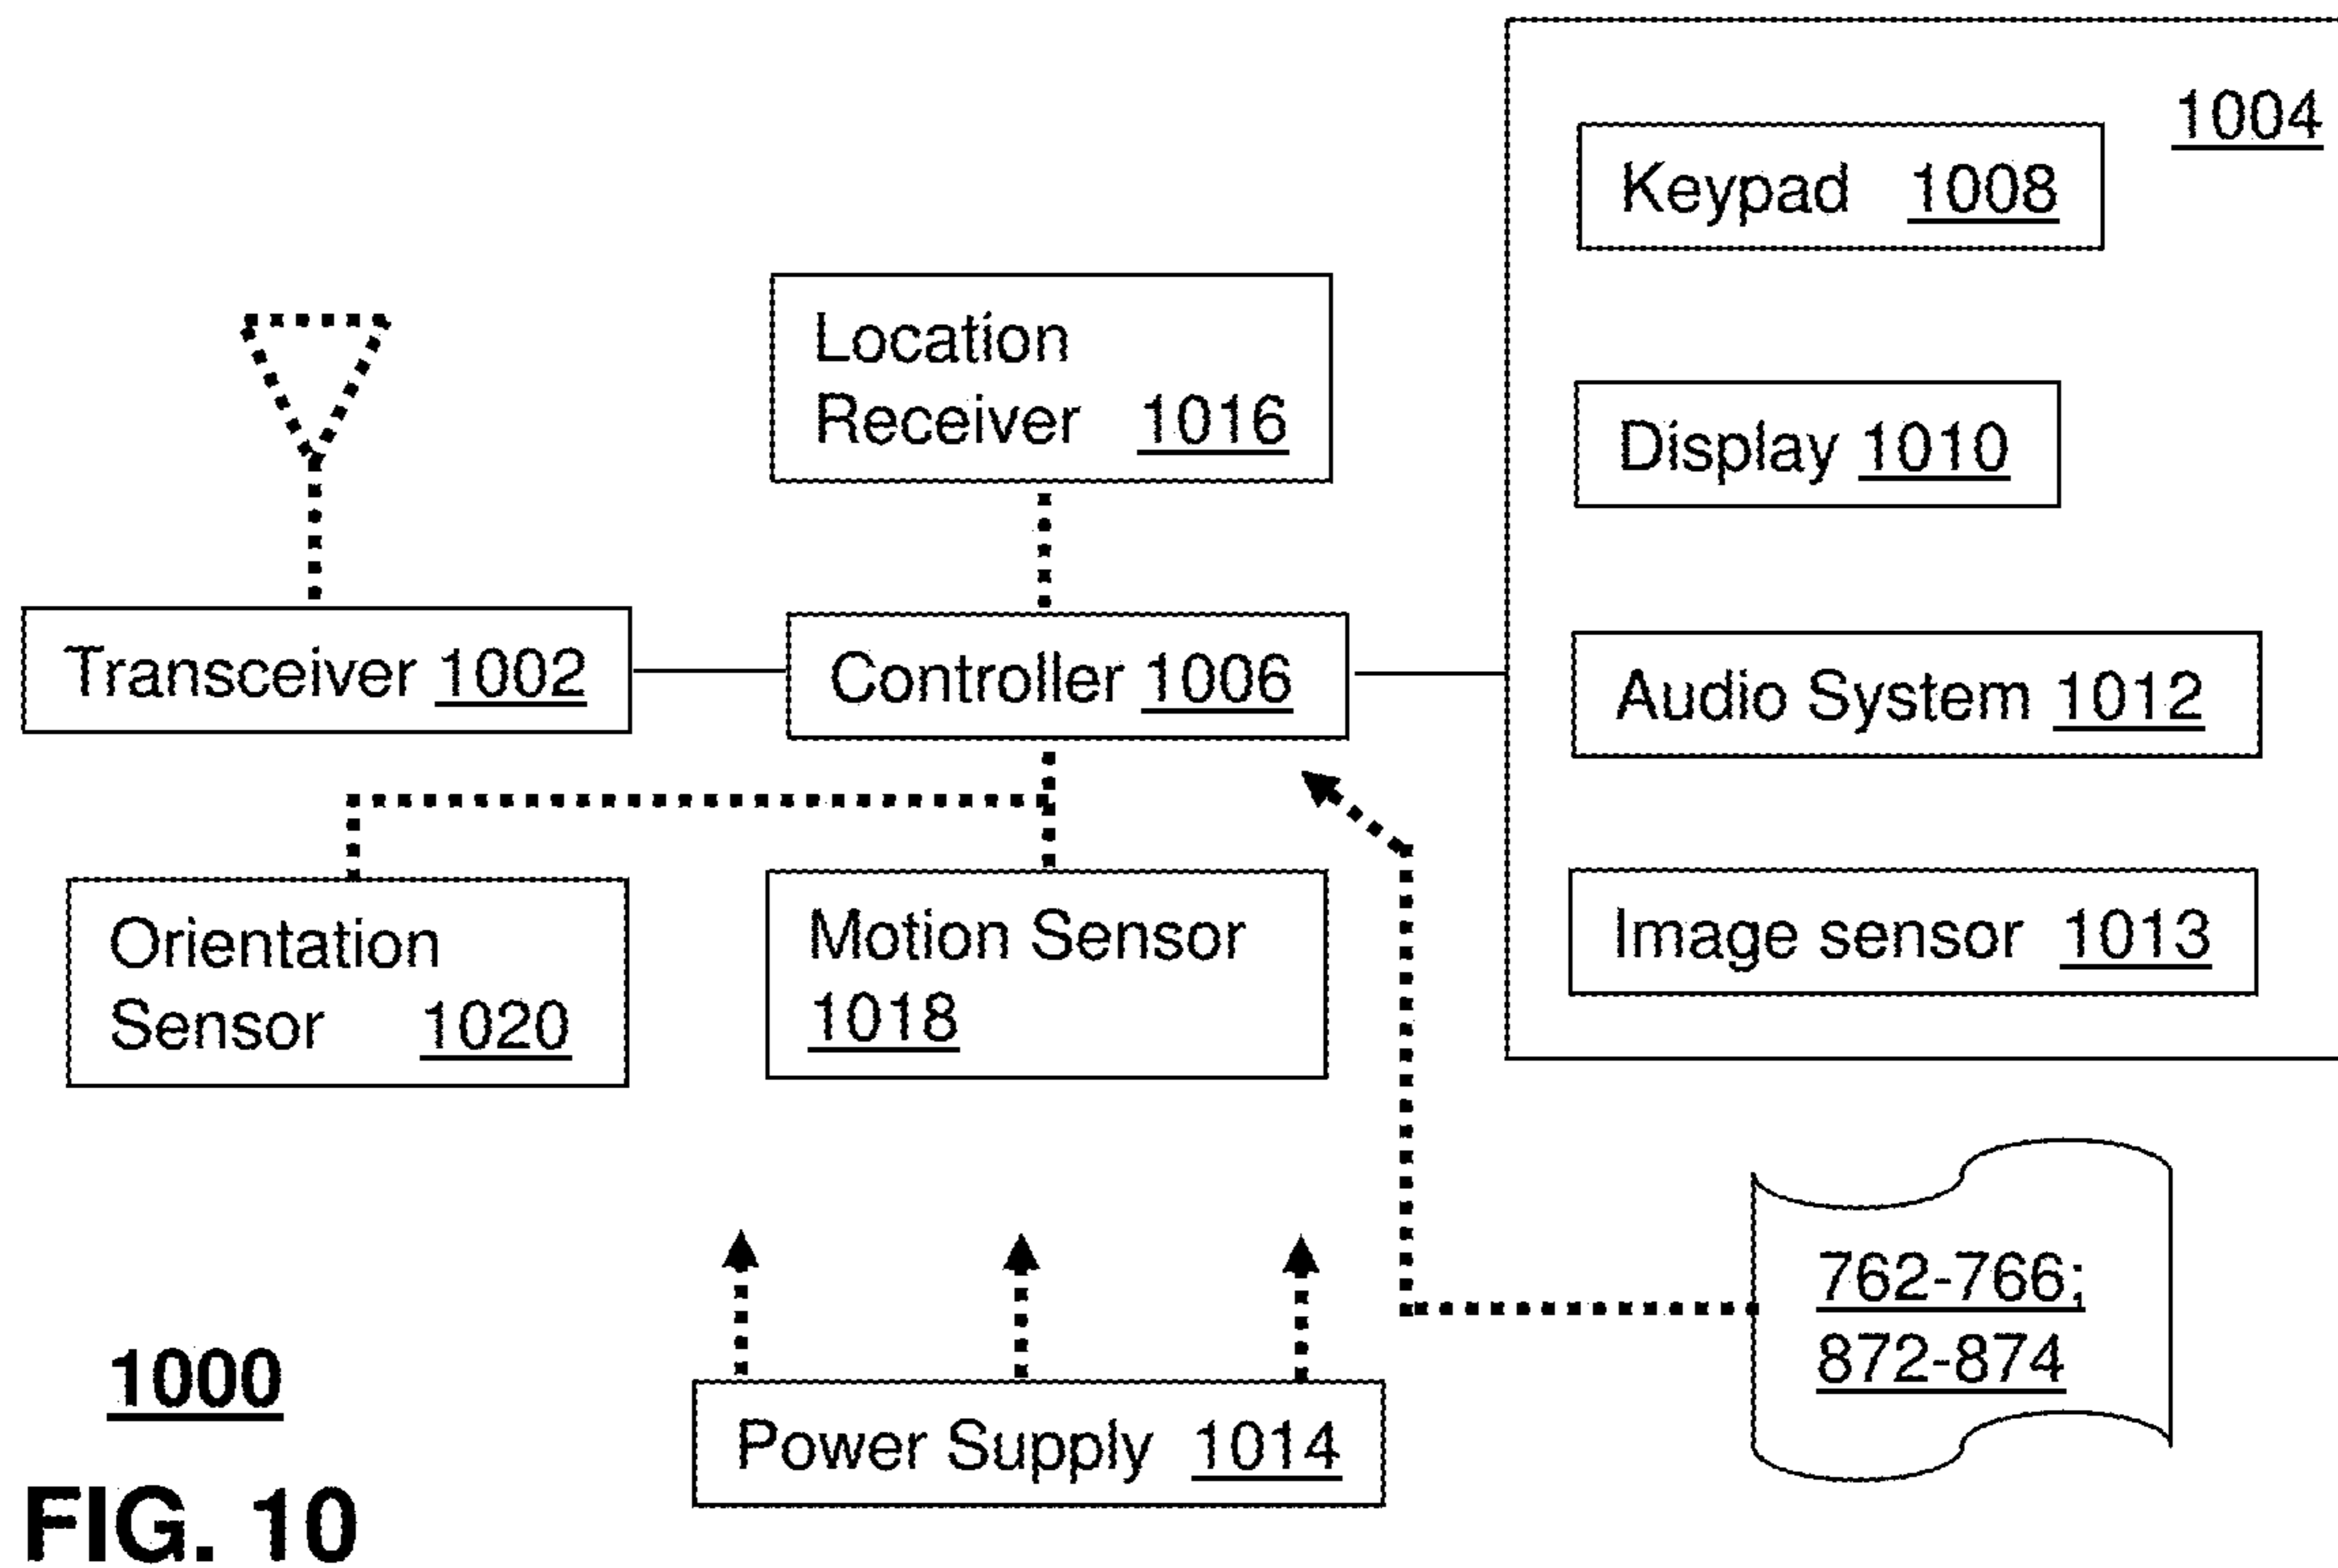 1004
Keypad 1008
Location
Receiver 1016
Display 1010
Transceiver 1002
Controller 1006
Audio System 1012
Orientation
Sensor 1020
Motion Sensor
1018
Image sensor 1013
762-766;
872-874
Power Supply 1014
1000
FIG. 10